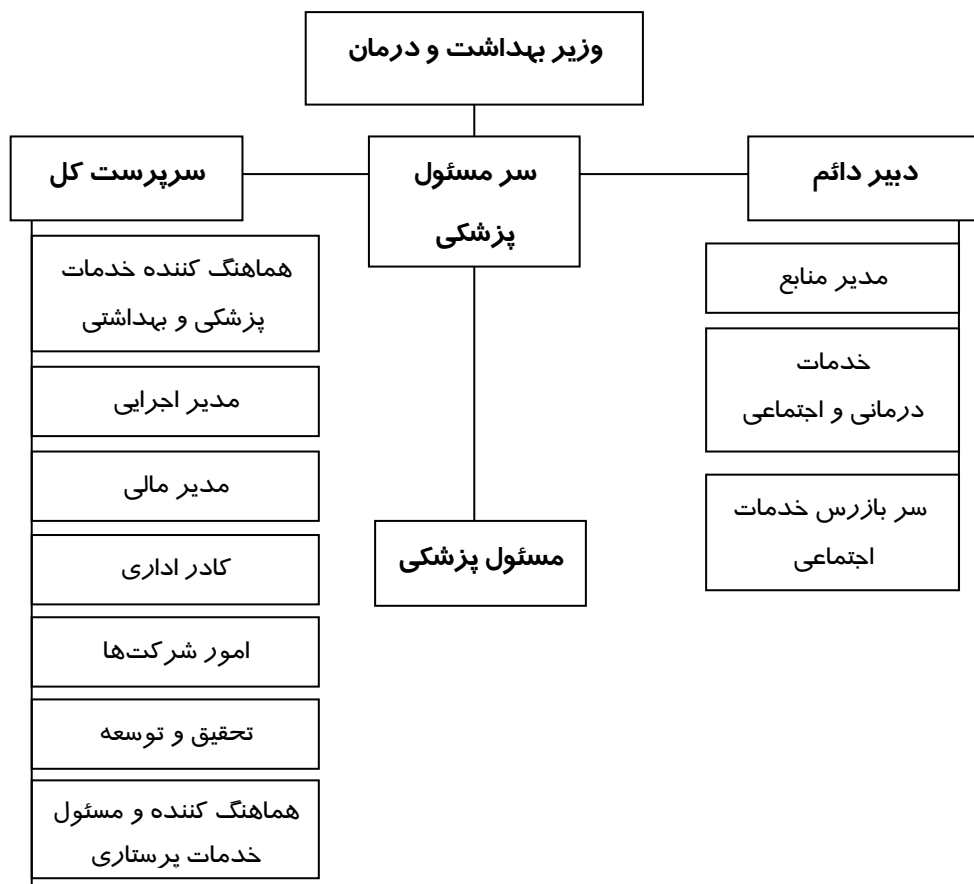 وزیر بهداشت و درمان
دبیر دائم
سر مسئول
پزشکی
سرپرست کل
مدیر منابع
خدمات
درمانی و اجتماعی
سر بازرس خدمات
اجتماعی
مسئول پزشکی
هماهنگ کننده خدمات
پزشکی و بهداشتی
مدیر اجرایی
مدیر مالی
کادر اداری
امور شرکت‌ها
تحقیق و توسعه
هماهنگ کننده و مسئول
خدمات پرستاری